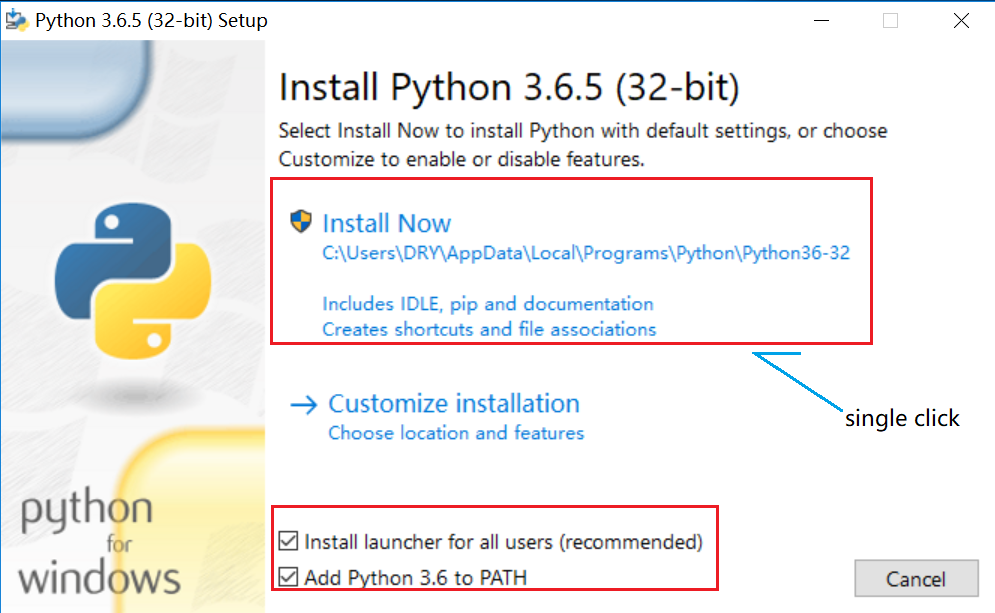 Python 3.6.5 (32-bit) Setup
Install Python 3.6.5 (32-bit)
Select Install Now to install Python with default settings, or choose
Customize to enable or disable features.
Install Now
C:\Users\DRY\AppData\Local\Programs\Python\Python36-32
Includes IDLE, pip and documentation
Creates shortcuts and file associations
Customize installation
Choose location and features
single click
python
for
windows
Install launcher for all users (recommended)
Add Python 3.6 to PATH
Cancel